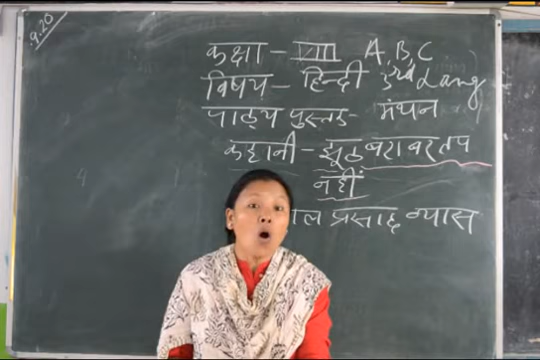 9.20
कक्षा - VIII A, B, C
विषय - हिन्दी 3rd Lang
पाठ्य पुस्तक - मंथन
कहानी - झूठ बराबर तप
नहीं
प्रसाद व्यास